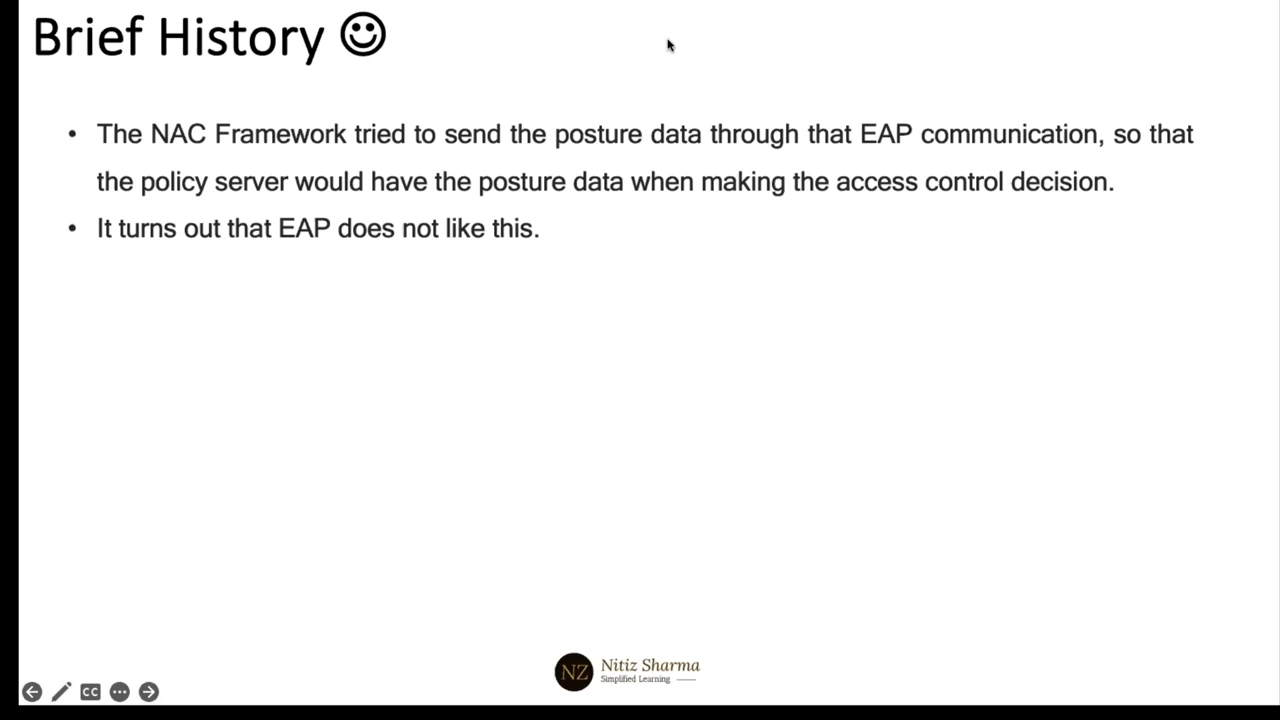 Brief History ☺
• The NAC Framework tried to send the posture data through that EAP communication, so that
the policy server would have the posture data when making the access control decision.
• It turns out that EAP does not like this.
NZ
Nitiz Sharma
Simplified Learning
CC